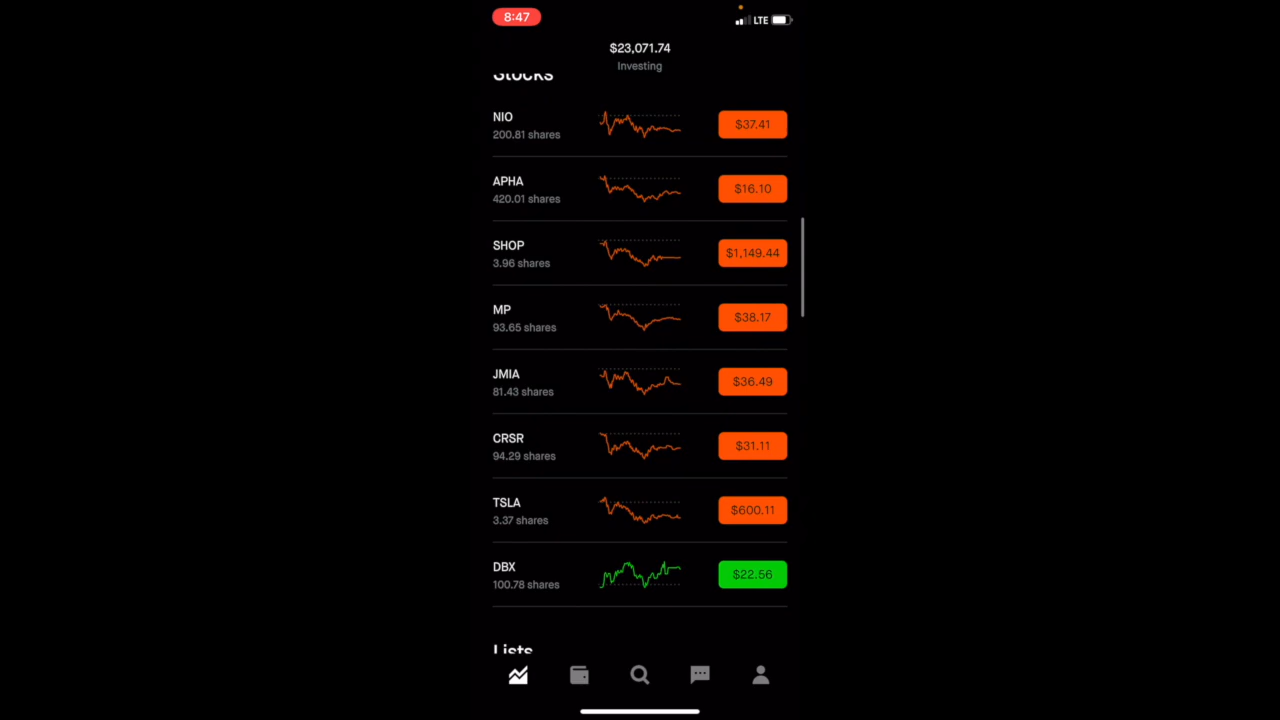 8:47
LTE
$23,071.74
Investing
Stocks
NIO
200.81 shares
$37.41
APHA
420.01 shares
$16.10
SHOP
3.96 shares
$1,149.44
MP
93.65 shares
$38.17
JMIA
81.43 shares
$36.49
CRSR
94.29 shares
$31.11
TSLA
3.37 shares
$600.11
DBX
100.78 shares
$22.56
Lists